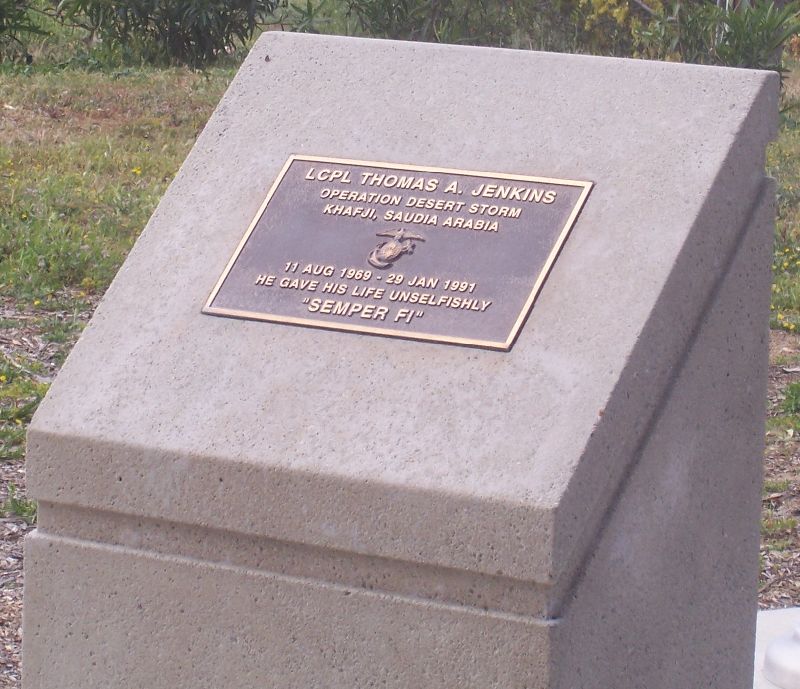 LCPL THOMAS A. JENKINS
OPERATION DESERT STORM
KHAFJI, SAUDIA ARABIA
11 AUG 1969 - 29 JAN 1991
HE GAVE HIS LIFE UNSELFISHLY
"SEMPER FI"